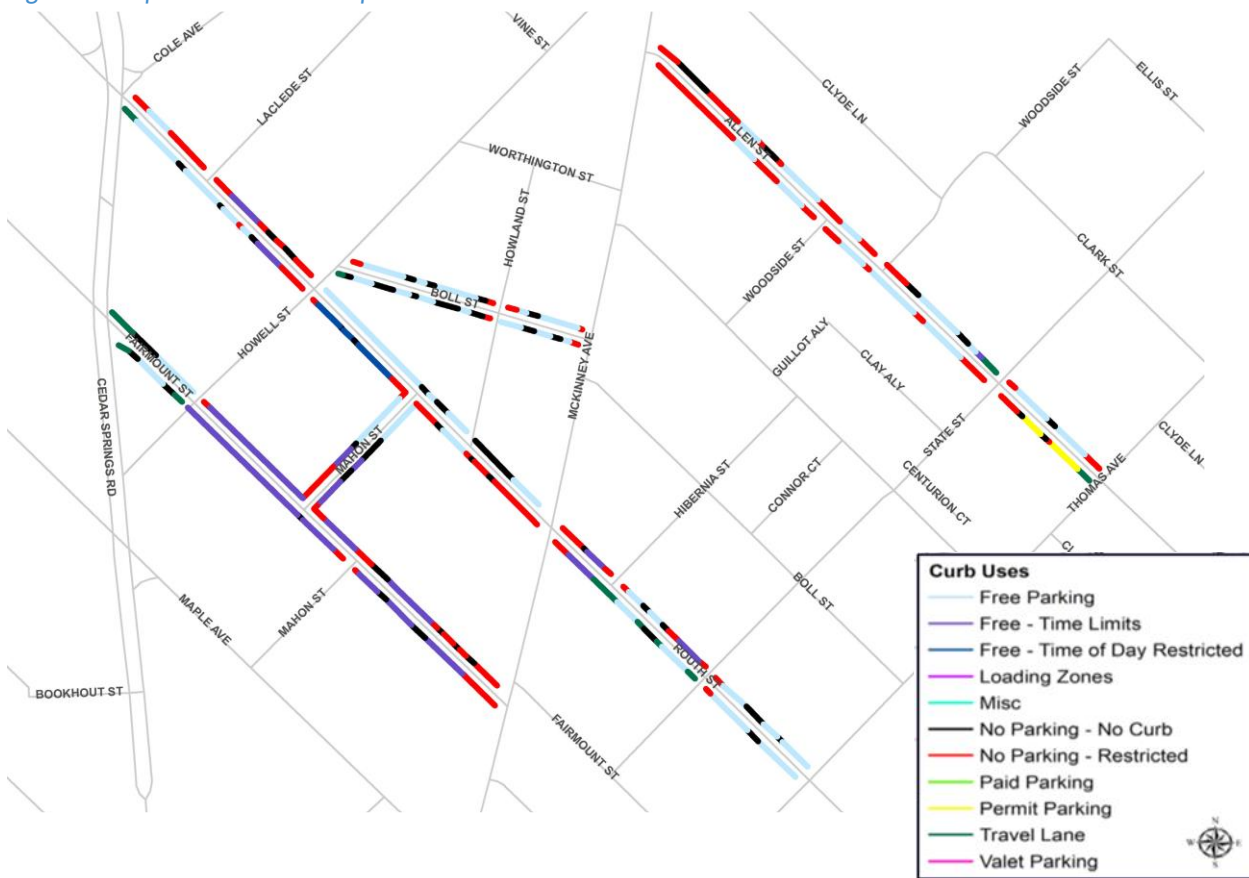 COLE AVE
VINE ST
LACLEDE ST
CLYDE LN
WOODSIDE ST
ELLIS ST
ALLEN ST
WORTHINGTON ST
HOWLAND ST
CLARK ST
WOODSIDE ST
BOLL ST
HOWELL ST
GUILLOT ALY
CLAY ALY
MCKINNEY AVE
FAIRMOUNT ST
CEDAR SPRINGS RD
MAHON ST
STATE ST
CLYDE LN
THOMAS AVE
HIBERNIA ST
CONNOR CT
CENTURION CT
BOLL ST
MAHON ST
MAPLE AVE
ROUTH ST
BOOKHOUT ST
FAIRMOUNT ST
Curb Uses
Free Parking
Free - Time Limits
Free - Time of Day Restricted
Loading Zones
Misc
No Parking - No Curb
No Parking - Restricted
Paid Parking
Permit Parking
Travel Lane
Valet Parking
N
W E
S